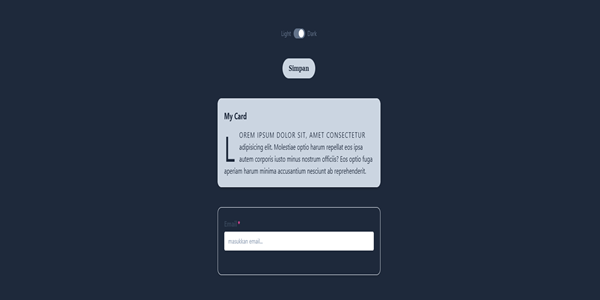 Light Dark
Simpan
My Card
LOREM IPSUM DOLOR SIT, AMET CONSECTETUR
adipisicing elit. Molestiae optio harum repellat eos ipsa
autem corporis iusto minus nostrum officiis? Eos optio fuga
aperiam harum minima accusantium nesciunt ab reprehenderit.
Email *
masukkan email...